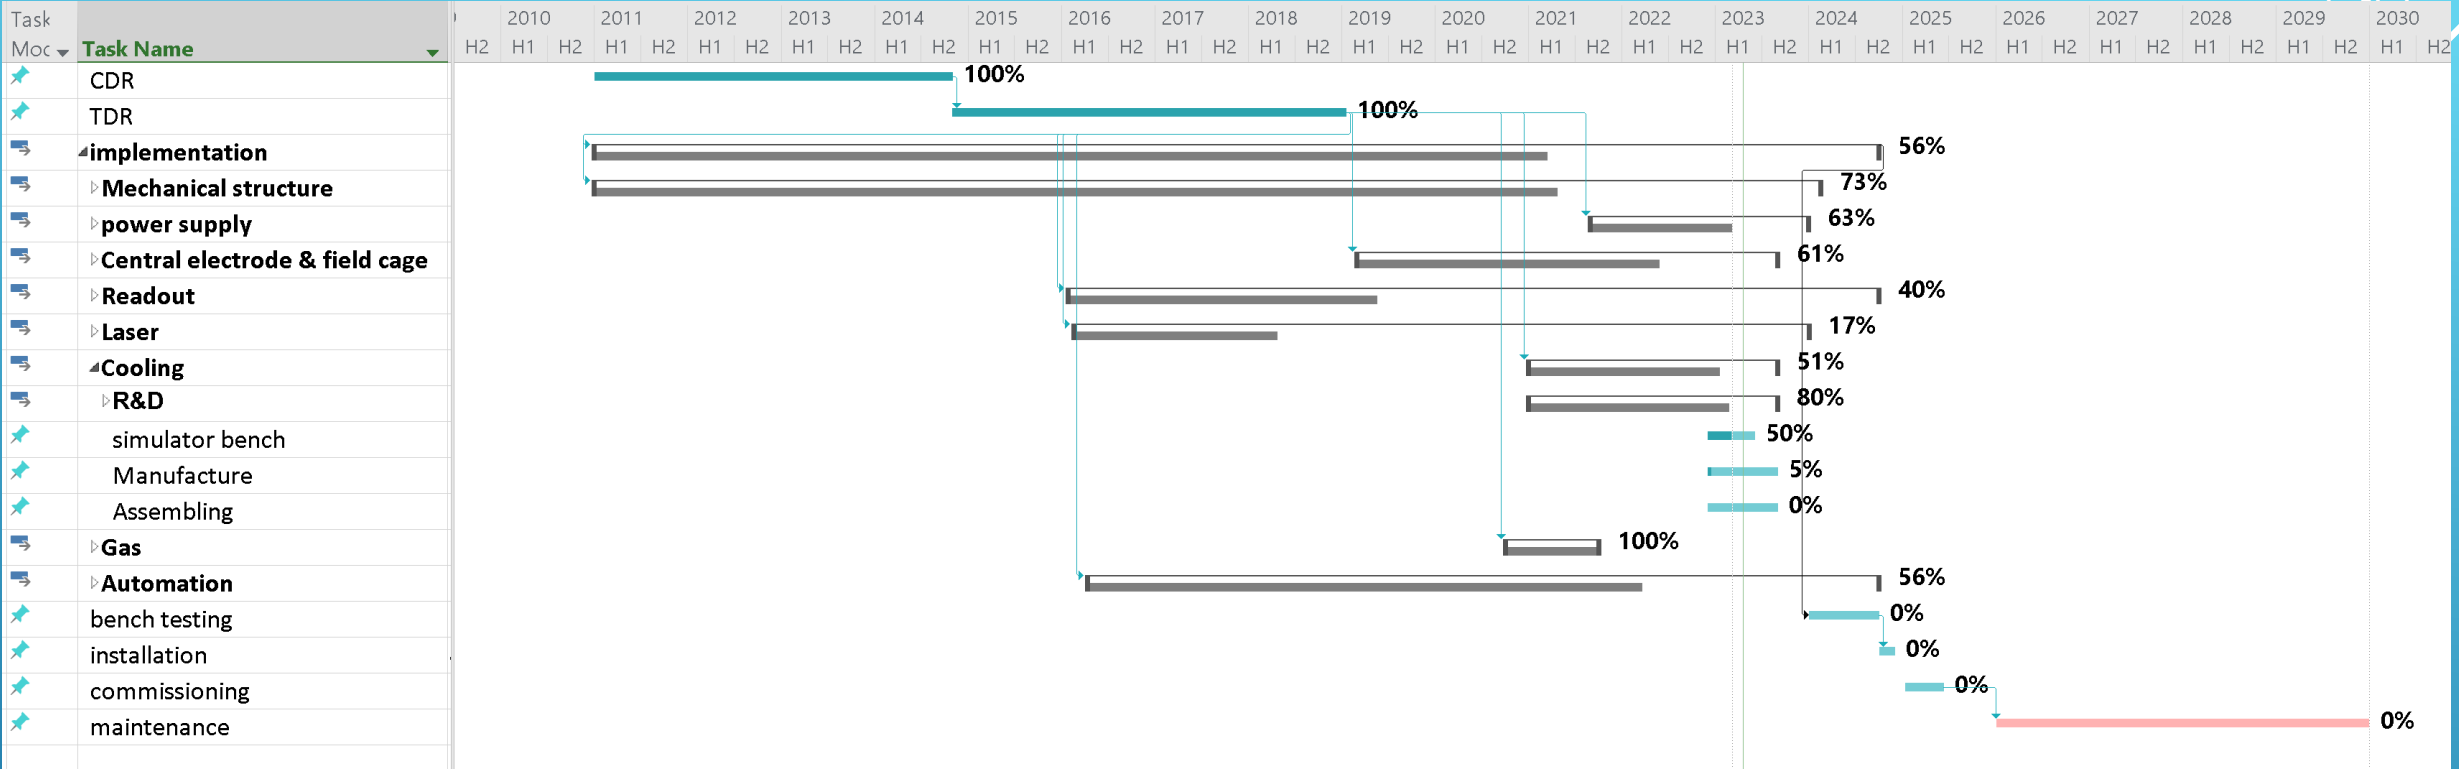 Task 2010 2011 2012 2013 2014 2015 2016 2017 2018 2019 2020 2021 2022 2023 2024 2025 2026 2027 2028 2029 2030
Moc Task Name H2 H1 H2 H1 H2 H1 H2 H1 H2 H1 H2 H1 H2 H1 H2 H1 H2 H1 H2 H1 H2 H1 H2 H1 H2 H1 H2 H1 H2 H1 H2 H1 H2 H1 H2 H1 H2 H1 H2 H1 H2 H1 H2
CDR 100%
TDR 100%
implementation 56%
Mechanical structure 73%
power supply 63%
Central electrode & field cage 61%
Readout 40%
Laser 17%
Cooling 51%
R&D 80%
simulator bench 50%
Manufacture 5%
Assembling 0%
Gas 100%
Automation 56%
bench testing 0%
installation 0%
commissioning 0%
maintenance 0%